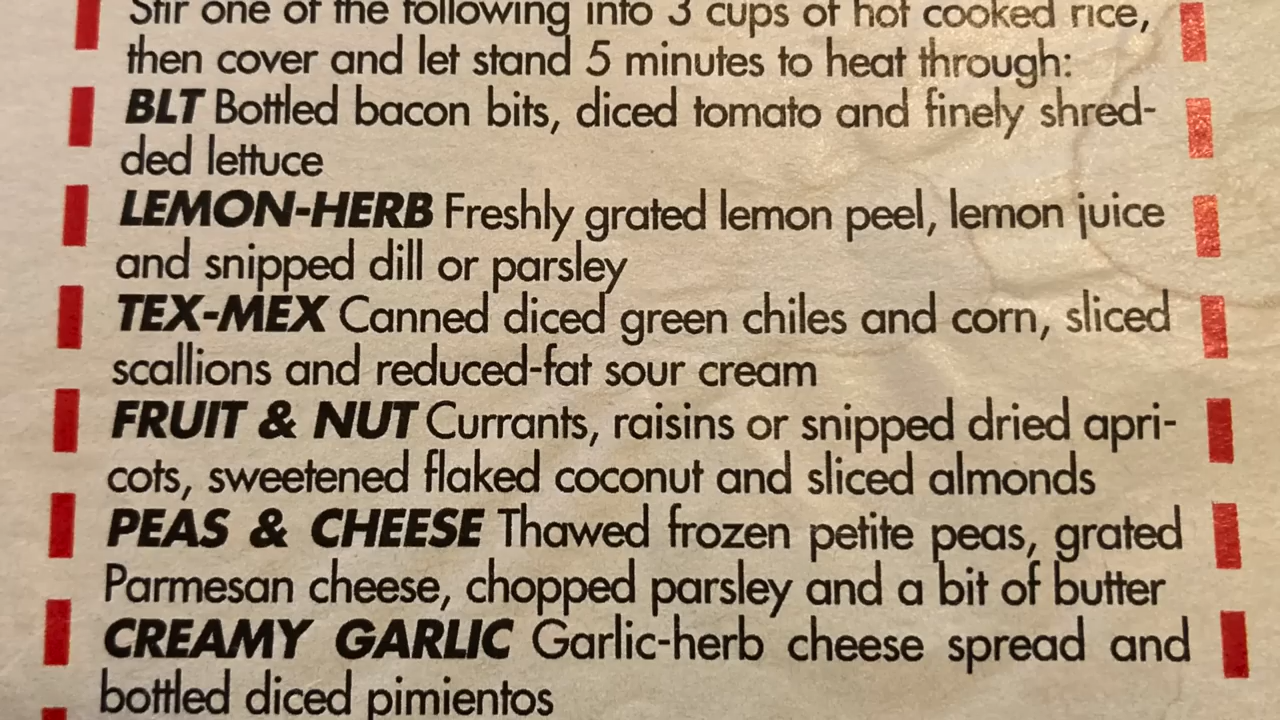 Stir one of the following into 3 cups of hot cooked rice,
then cover and let stand 5 minutes to heat through:
BLT Bottled bacon bits, diced tomato and finely shred-
ded lettuce
LEMON-HERB Freshly grated lemon peel, lemon juice
and snipped dill or parsley
TEX-MEX Canned diced green chiles and corn, sliced
scallions and reduced-fat sour cream
FRUIT & NUT Currants, raisins or snipped dried apri-
cots, sweetened flaked coconut and sliced almonds
PEAS & CHEESE Thawed frozen petite peas, grated
Parmesan cheese, chopped parsley and a bit of butter
CREAMY GARLIC Garlic-herb cheese spread and
bottled diced pimientos